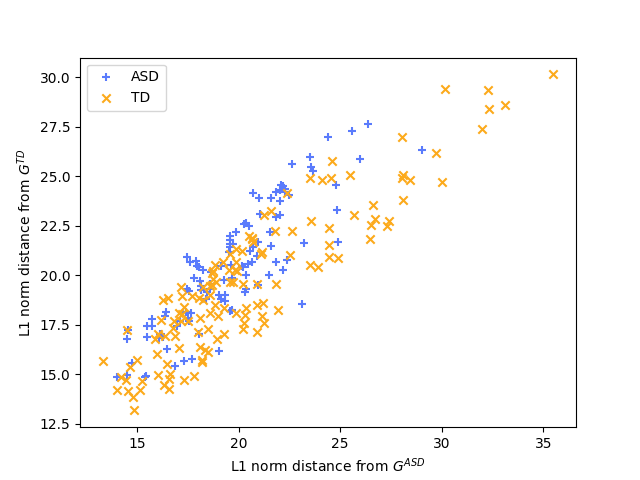 ASD
TD
30.0
27.5
25.0
22.5
20.0
17.5
15.0
12.5
L1 norm distance from G^{TD}
15 20 25 30 35
L1 norm distance from G^{ASD}